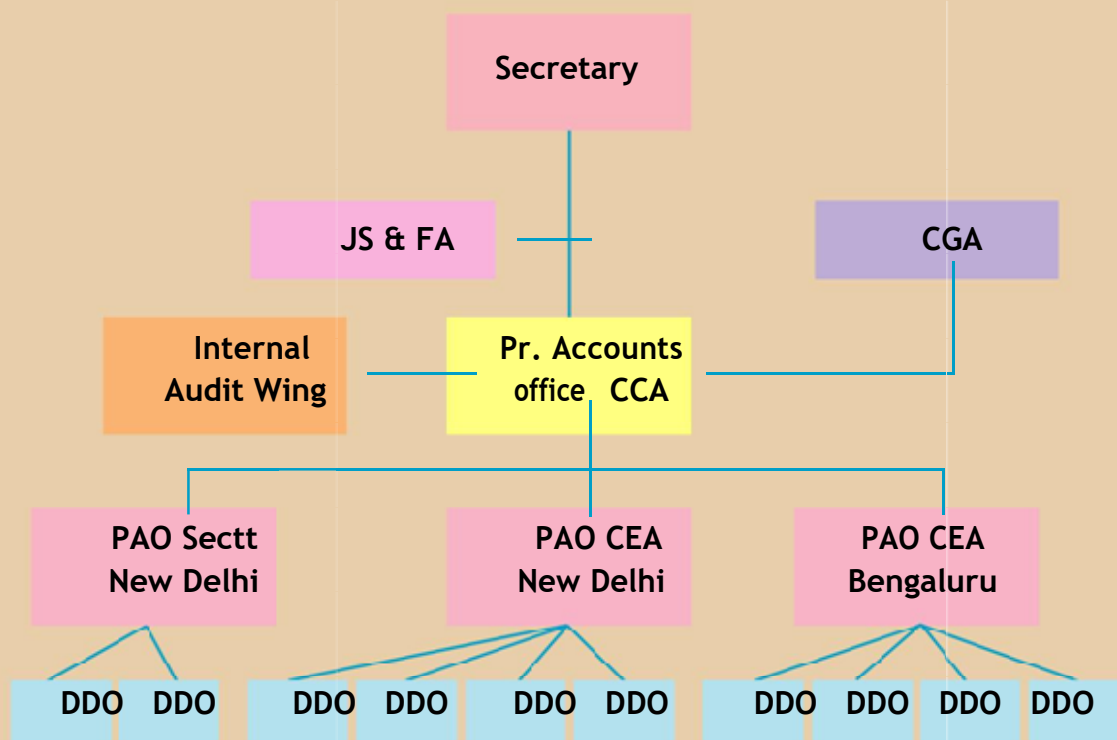 Secretary
JS & FA
CGA
Internal
Audit Wing
Pr. Accounts
office CCA
PAO Sectt
New Delhi
PAO CEA
New Delhi
PAO CEA
Bengaluru
DDO DDO DDO DDO DDO DDO DDO DDO DDO DDO